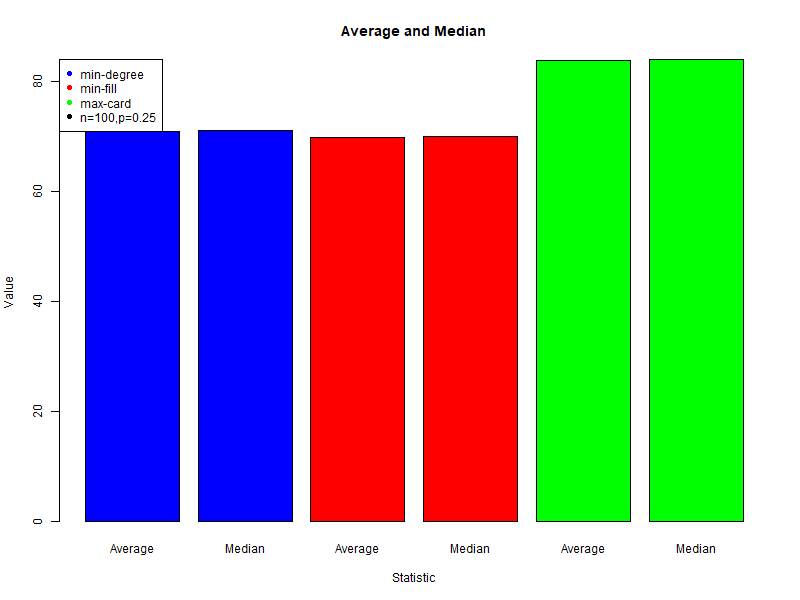 Average and Median
min-degree
min-fill
max-card
n=100,p=0.25
80
60
40
20
0
Value
Average Median Average Median Average Median
Statistic